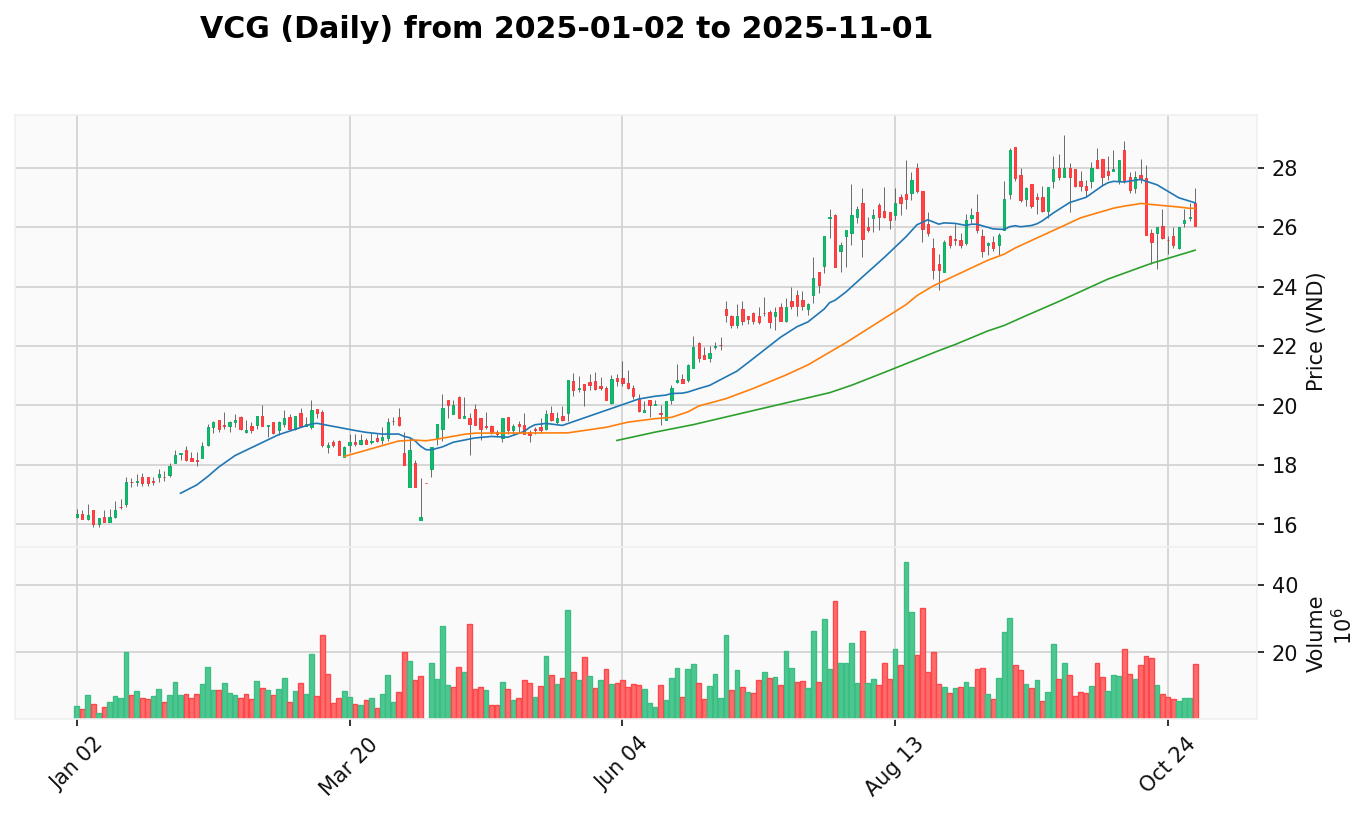 VCG (Daily) from 2025-01-02 to 2025-11-01
28
26
24
22
20
18
16
Price (VND)
40
20
Volume
10⁶
Jan 02
Mar 20
Jun 04
Aug 13
Oct 24